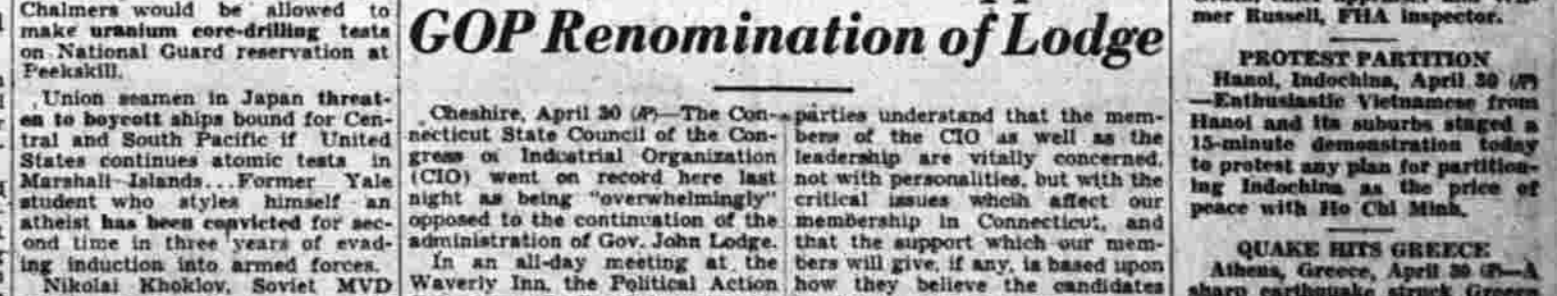 Chalmers would be allowed to
make uranium core-drilling tests
on National Guard reservation at
Peekskill.
Union seamen in Japan threat-
en to boycott ships bound for Cen-
tral and South Pacific if United
States continues atomic tests in
Marshall Islands...Former Yale
student who styles himself an
atheist has been convicted for sec-
ond time in three years of evad-
ing induction into armed forces.
Nikolai Khoklov, Soviet MVD
GOP Renomination of Lodge
Cheshire, April 30 (AP)—The Con-
necticut State Council of the Con-
gress of Industrial Organization
(CIO) went on record here last
night as being "overwhelmingly"
opposed to the continuation of the
administration of Gov. John Lodge.
In an all-day meeting at the
Waverly Inn, the Political Action
parties understand that the mem-
bers of the CIO as well as the
leadership are vitally concerned,
not with personalities, but with the
critical issues whcih affect our
membership in Connecticut, and
that the support which our mem-
bers will give, if any, is based upon
how they believe the candidates
mer Russell, FHA inspector.
PROTEST PARTITION
Hanoi, Indochina, April 30 (AP)
—Enthusiastic Vietnamese from
Hanoi and its suburbs staged a
15-minute demonstration today
to protest any plan for partition-
ing Indochina as the price of
peace with Ho Chi Minh.
QUAKE HITS GREECE
Athens, Greece, April 30 (AP)—A
sharp earthquake struck Greece